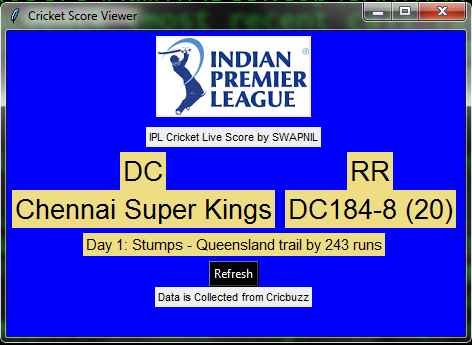 Cricket Score Viewer
INDIAN
PREMIER
LEAGUE
IPL Cricket Live Score by SWAPNIL
DC RR
Chennai Super Kings DC184-8 (20)
Day 1: Stumps - Queensland trail by 243 runs
Refresh
Data is Collected from Cricbuzz